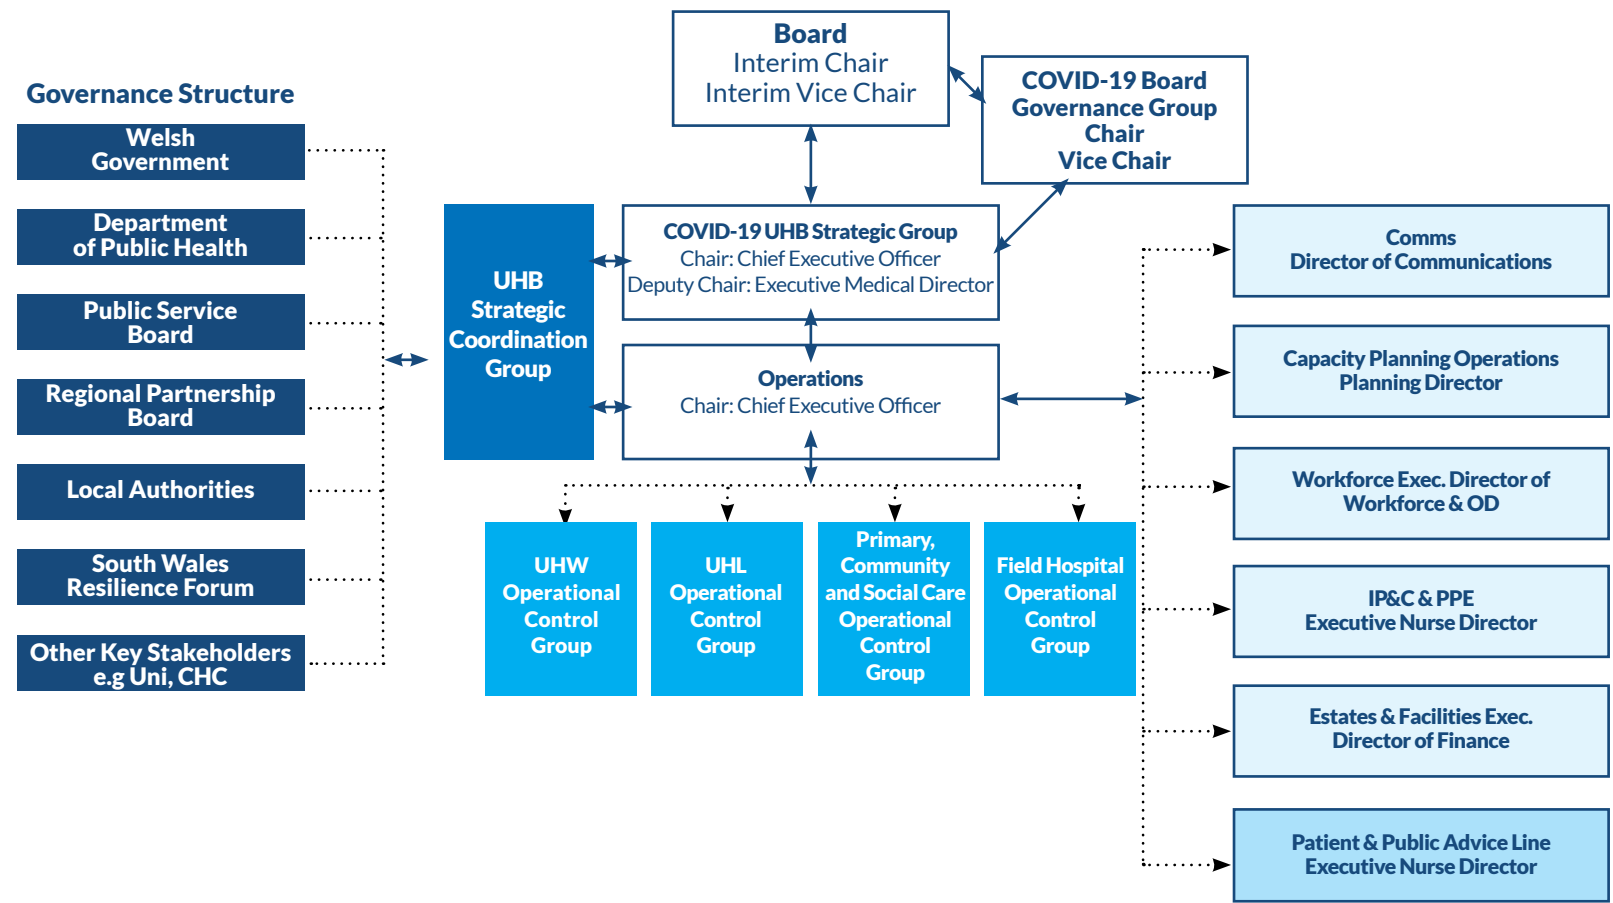 Board
Interim Chair
Interim Vice Chair
COVID-19 Board
Governance Group
Chair
Vice Chair
Governance Structure
Welsh
Government
Department
of Public Health
Public Service
Board
Regional Partnership
Board
Local Authorities
South Wales
Resilience Forum
Other Key Stakeholders
e.g Uni, CHC
UHB
Strategic
Coordination
Group
COVID-19 UHB Strategic Group
Chair: Chief Executive Officer
Deputy Chair: Executive Medical Director
Operations
Chair: Chief Executive Officer
UHW
Operational
Control
Group
UHL
Operational
Control
Group
Primary,
Community
and Social Care
Operational
Control
Group
Field Hospital
Operational
Control
Group
Comms
Director of Communications
Capacity Planning Operations
Planning Director
Workforce Exec. Director of
Workforce & OD
IP&C & PPE
Executive Nurse Director
Estates & Facilities Exec.
Director of Finance
Patient & Public Advice Line
Executive Nurse Director